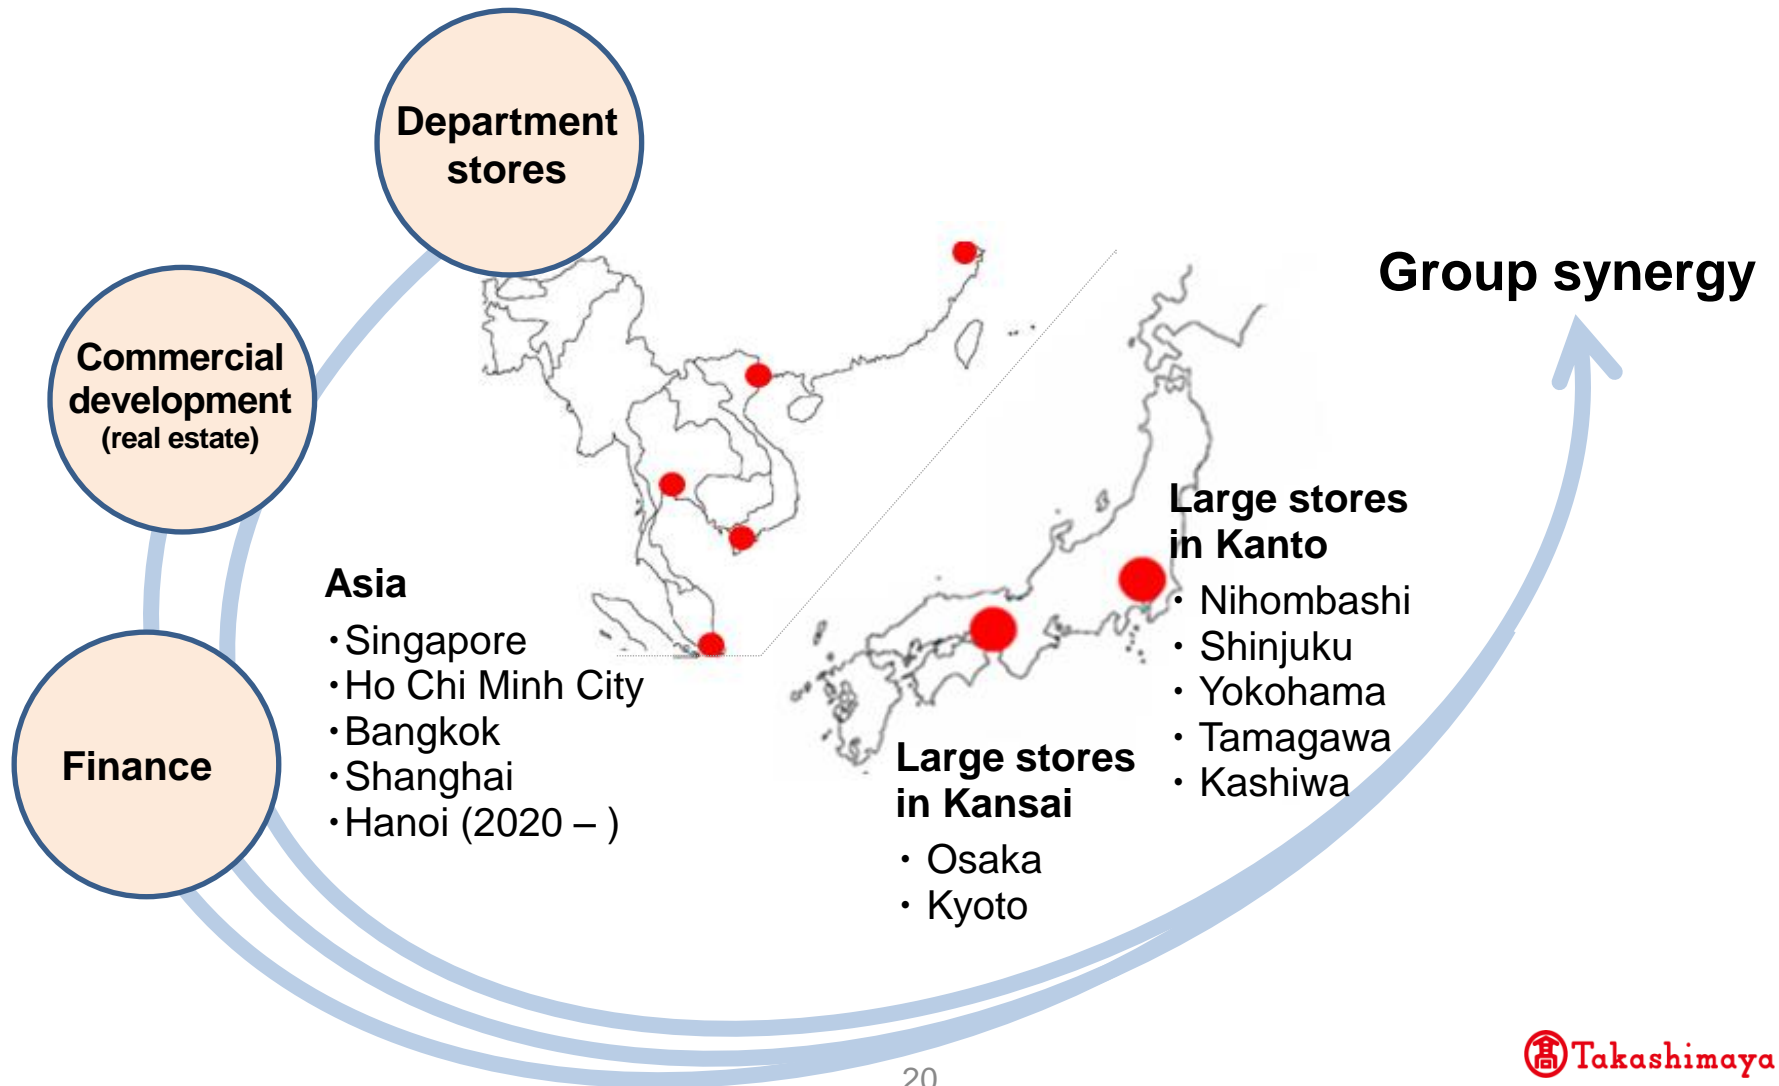 Department
stores
Group synergy
Commercial
development
(real estate)
Large stores
in Kanto
・Nihombashi
・Shinjuku
・Yokohama
・Tamagawa
・Kashiwa
Asia
・Singapore
・Ho Chi Minh City
・Bangkok
・Shanghai
・Hanoi (2020 – )
Finance
Large stores
in Kansai
・Osaka
・Kyoto
20
髙 Takashimaya